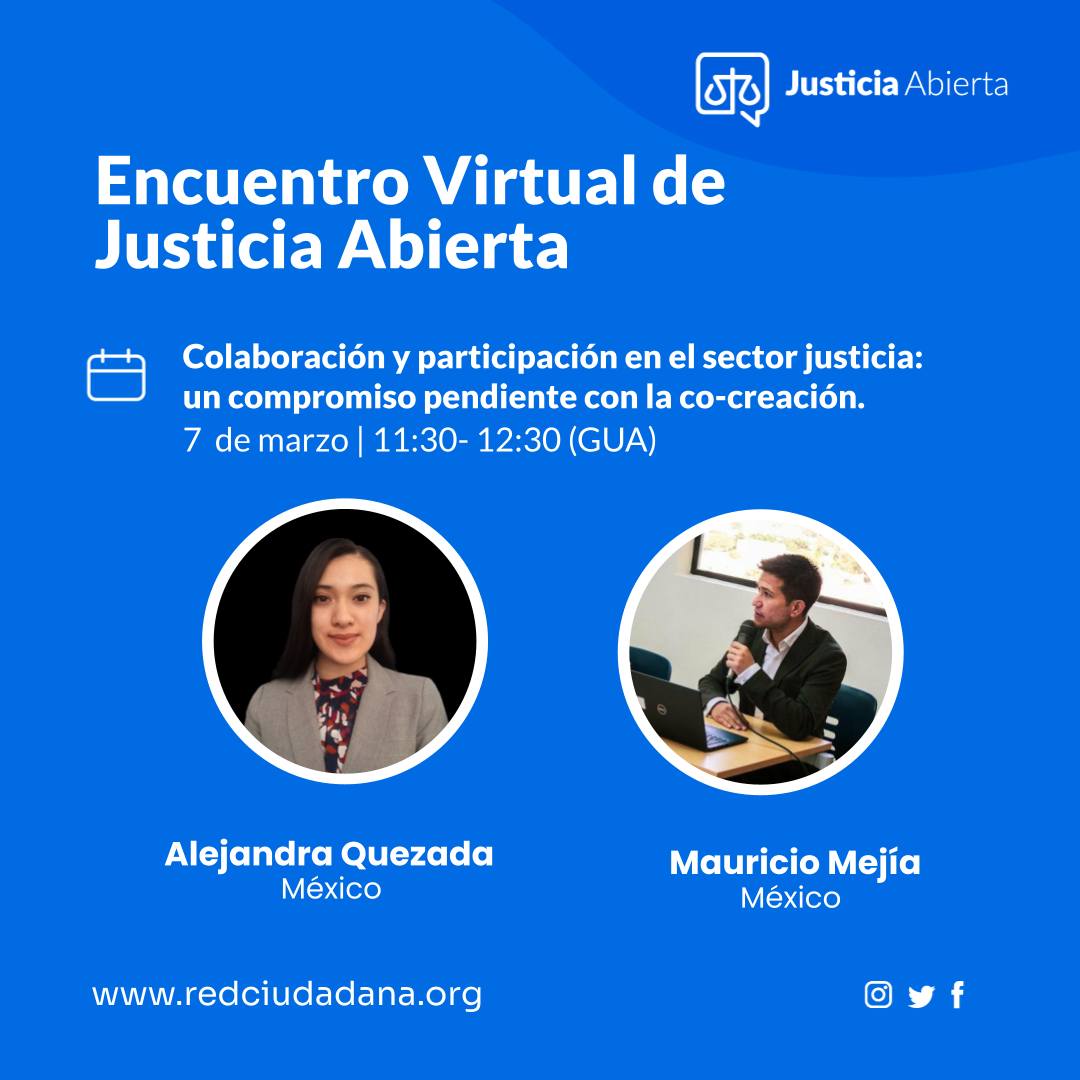 Justicia Abierta
Encuentro Virtual de
Justicia Abierta
Colaboración y participación en el sector justicia:
un compromiso pendiente con la co-creación.
7 de marzo | 11:30- 12:30 (GUA)
Alejandra Quezada
México
Mauricio Mejía
México
www.redciudadana.org